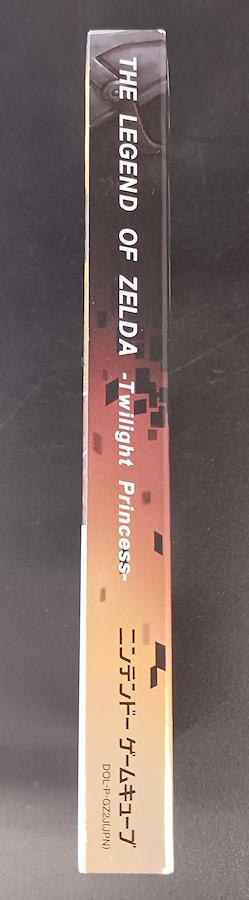 THE LEGEND OF ZELDA -Twilight Princess-
ニンテンドー ゲームキューブ
DOL-P-GZ2J(JPN)